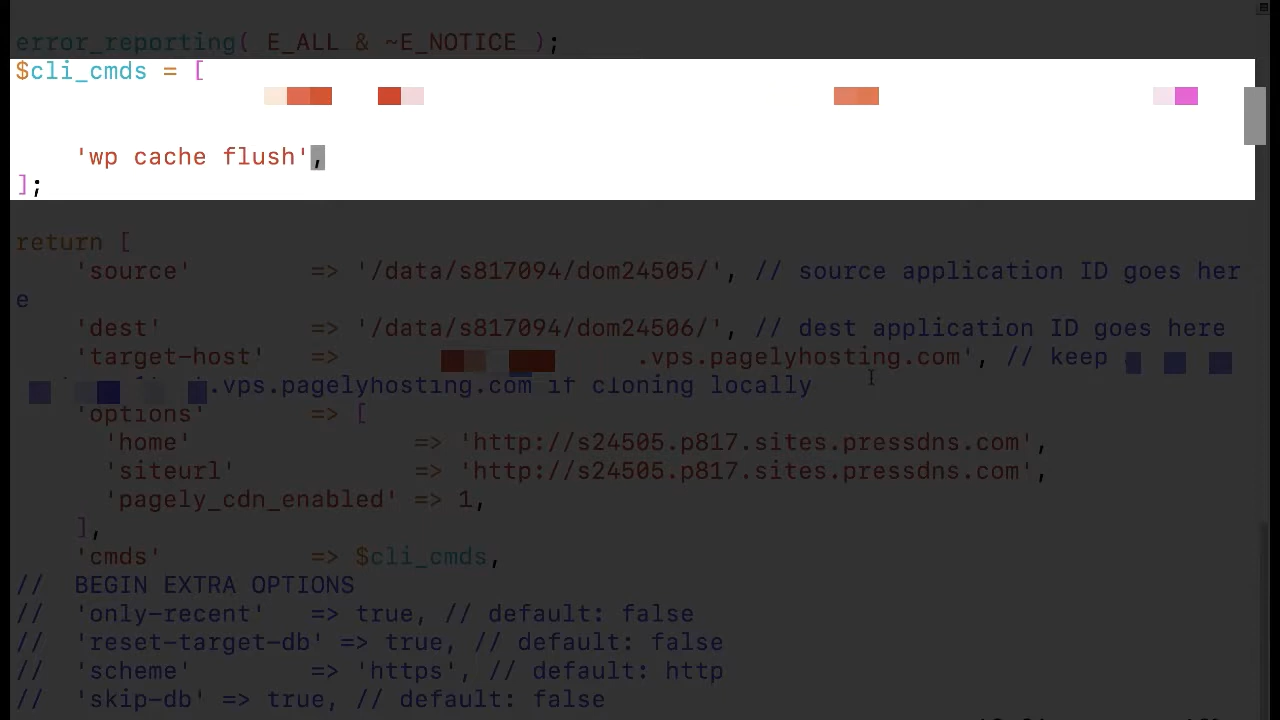 error_reporting( E_ALL & ~E_NOTICE );
$cli_cmds = [
'wp cache flush',
];
return [
'source' => '/data/s817094/dom24505/', // source application ID goes her
e
'dest' => '/data/s817094/dom24506/', // dest application ID goes here
'target-host' => .vps.pagelyhosting.com', // keep
.vps.pagelyhosting.com if cloning locally
'options' => [
'home' => 'http://s24505.p817.sites.pressdns.com',
'siteurl' => 'http://s24505.p817.sites.pressdns.com',
'pagely_cdn_enabled' => 1,
],
'cmds' => $cli_cmds,
// BEGIN EXTRA OPTIONS
// 'only-recent' => true, // default: false
// 'reset-target-db' => true, // default: false
// 'scheme' => 'https', // default: http
// 'skip-db' => true, // default: false